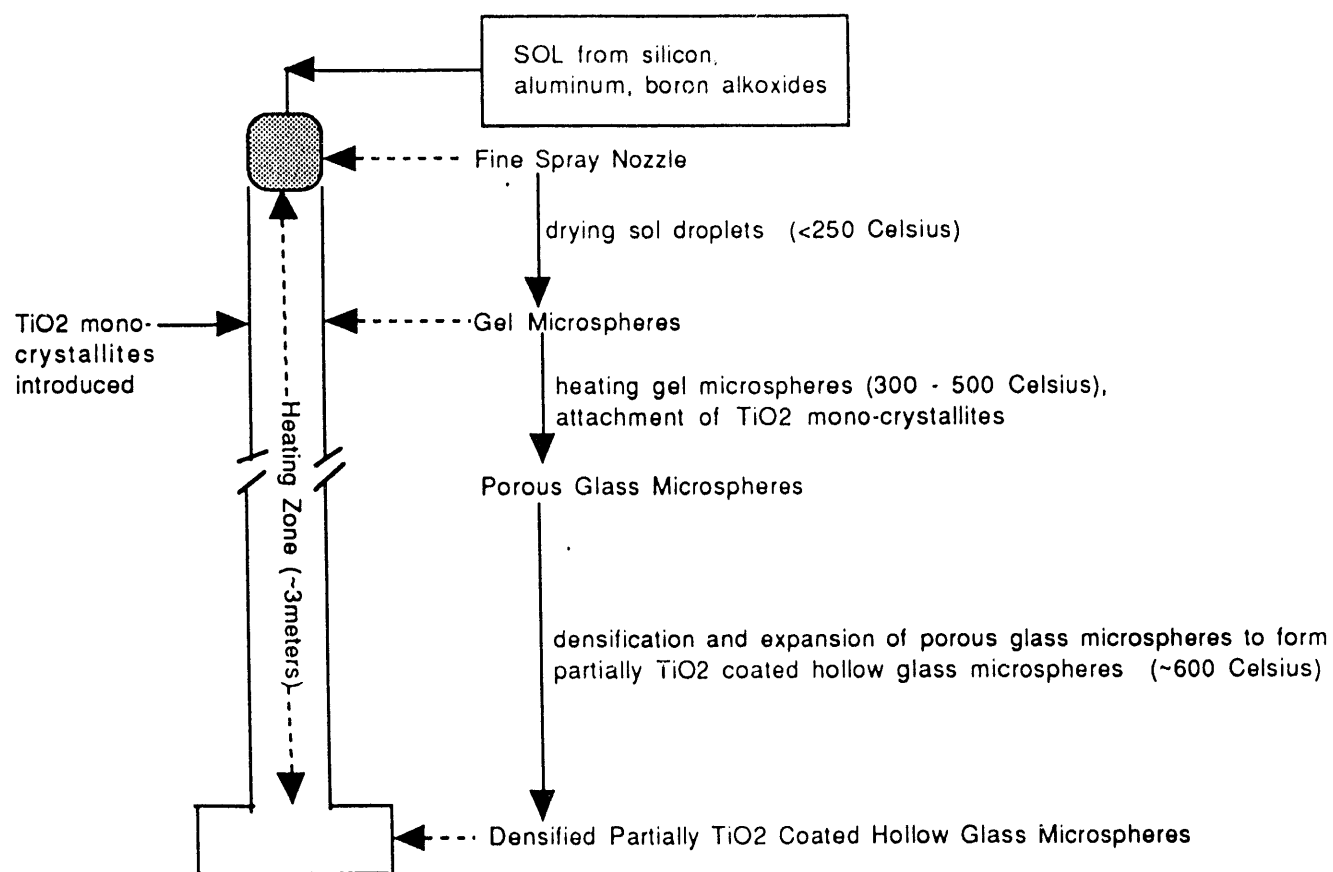 SOL from silicon,
aluminum, boron alkoxides
Fine Spray Nozzle
drying sol droplets (<250 Celsius)
TiO2 mono-
crystallites
introduced
Gel Microspheres
heating gel microspheres (300 - 500 Celsius),
attachment of TiO2 mono-crystallites
Heating Zone (~3meters)
Porous Glass Microspheres
densification and expansion of porous glass microspheres to form
partially TiO2 coated hollow glass microspheres (~600 Celsius)
Densified Partially TiO2 Coated Hollow Glass Microspheres